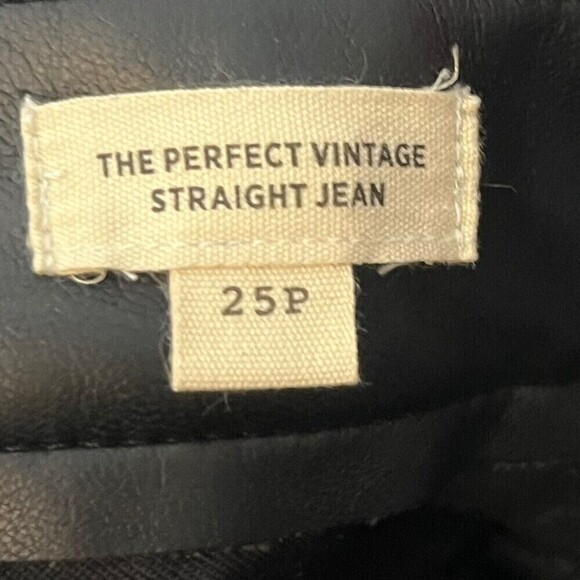 THE PERFECT VINTAGE
STRAIGHT JEAN
25P